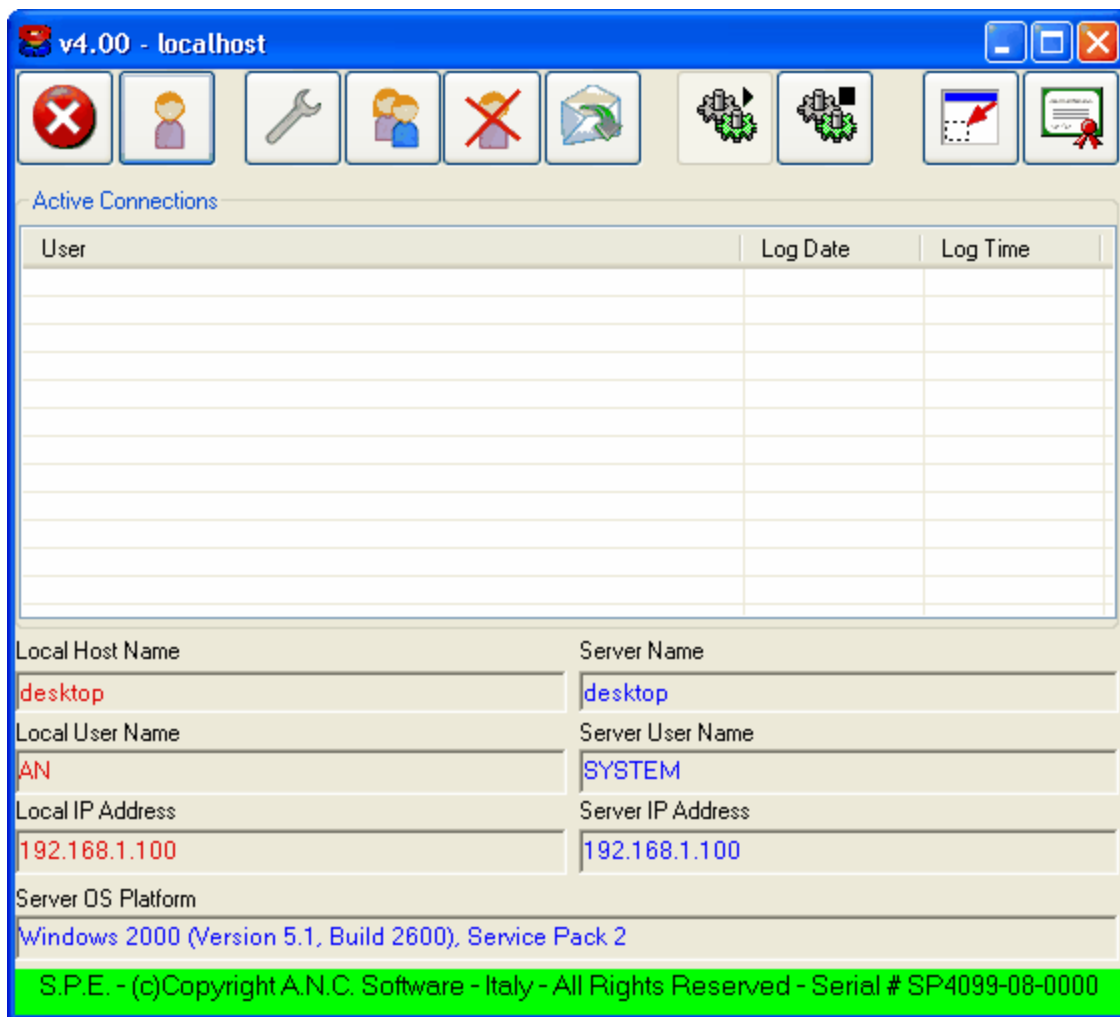 v4.00 - localhost
Active Connections
User Log Date Log Time
Local Host Name Server Name
desktop desktop
Local User Name Server User Name
AN SYSTEM
Local IP Address Server IP Address
192.168.1.100 192.168.1.100
Server OS Platform
Windows 2000 (Version 5.1, Build 2600), Service Pack 2
S.P.E. - (c)Copyright A.N.C. Software - Italy - All Rights Reserved - Serial # SP4099-08-0000